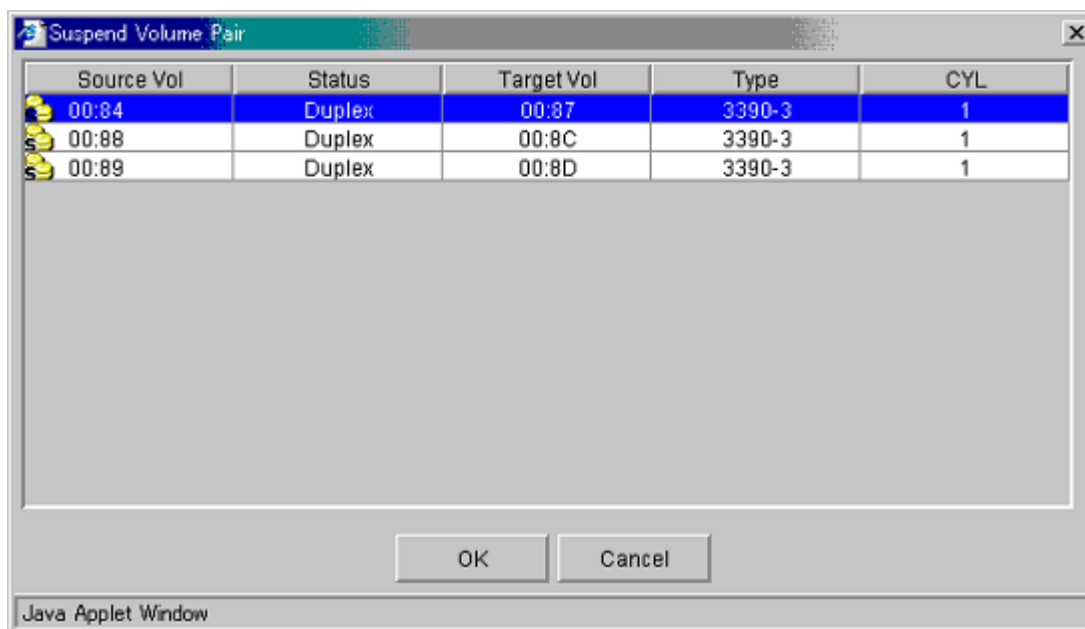 Suspend Volume Pair
Source Vol Status Target Vol Type CYL
S 00:84 Duplex 00:87 3390-3 1
S 00:88 Duplex 00:8C 3390-3 1
S 00:89 Duplex 00:8D 3390-3 1
OK Cancel
Java Applet Window